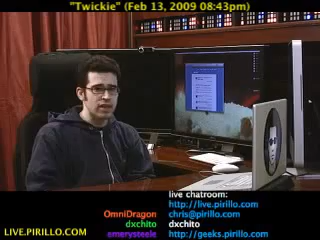 "Twickie" (Feb 13, 2009 08:43pm)
live chatroom:
http://live.pirillo.com
OmniDragon chris@pirillo.com
dxchito dxchito
LIVE.PIRILLO.COM emerysteele http://geeks.pirillo.com